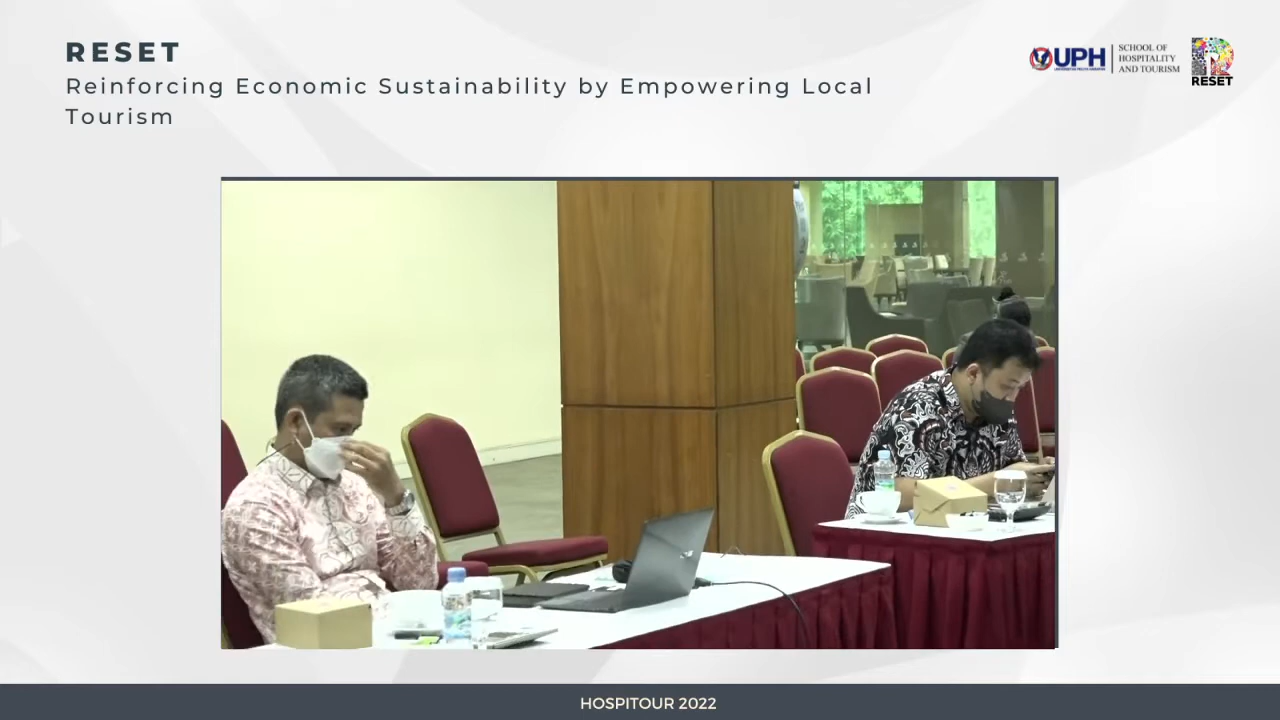 RESET
Reinforcing Economic Sustainability by Empowering Local
Tourism
UPH
SCHOOL OF
HOSPITALITY
AND TOURISM
RESET
HOSPITOUR 2022